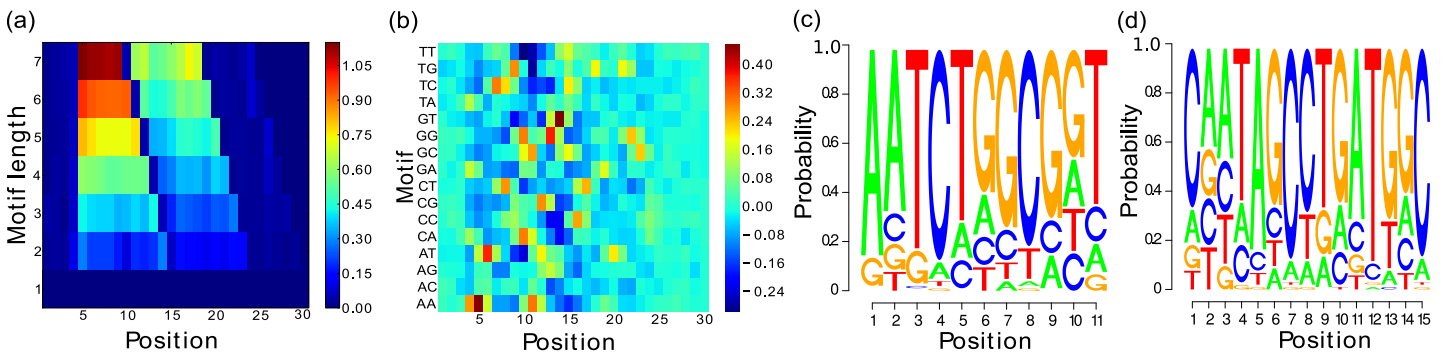 (a)
Motif length
7
6
5
4
3
2
1
5 10 15 20 25 30
Position
1.05
0.90
0.75
0.60
0.45
0.30
0.15
0.00
(b)
Motif
TT
TG
TC
TA
GT
GG
GC
GA
CT
CG
CC
CA
AT
AG
AC
AA
5 10 15 20 25 30
Position
0.40
0.32
0.24
0.16
0.08
0.00
−0.08
−0.16
−0.24
(c)
Probability
1.0
0.8
0.6
0.4
0.2
0
1 2 3 4 5 6 7 8 9 10 11
Position
(d)
Probability
1.0
0.8
0.6
0.4
0.2
0
1 2 3 4 5 6 7 8 9 10 11 12 13 14 15
Position